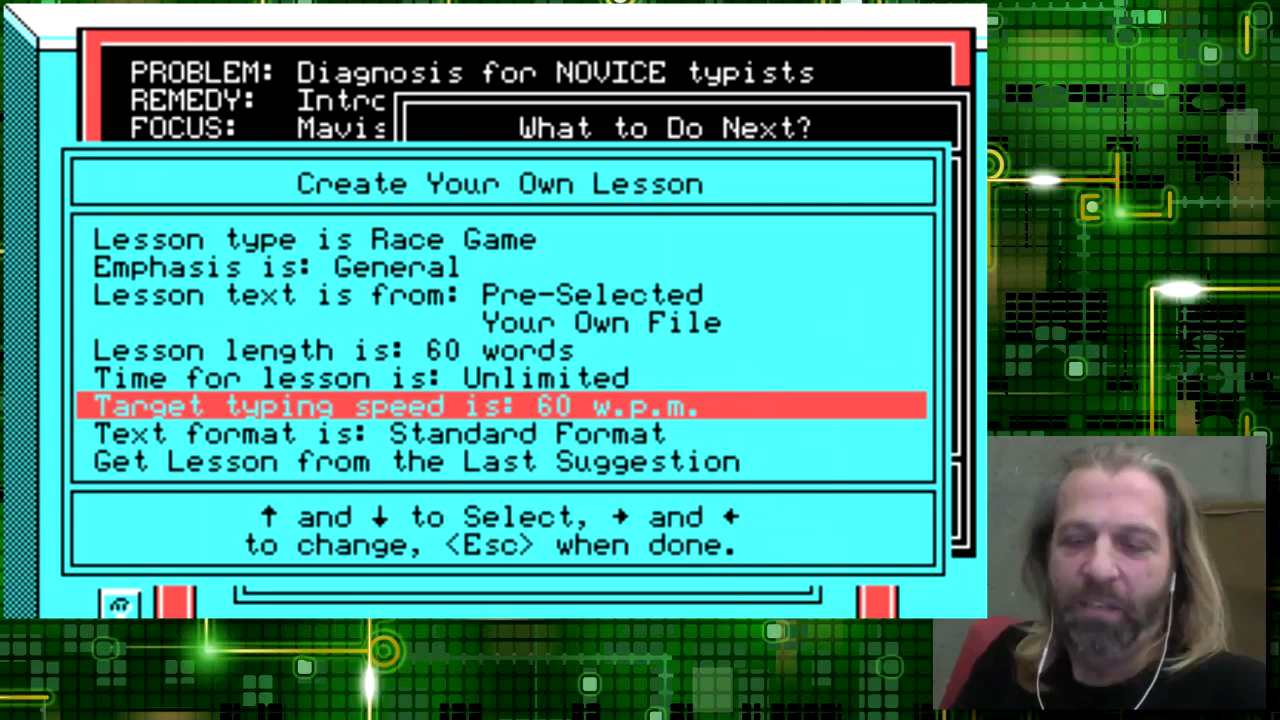 PROBLEM: Diagnosis for NOVICE typists
REMEDY: Intro
FOCUS: Mavis
What to Do Next?
Create Your Own Lesson
Lesson type is Race Game
Emphasis is: General
Lesson text is from: Pre-Selected
Your Own File
Lesson length is: 60 words
Time for lesson is: Unlimited
Target typing speed is: 60 w.p.m.
Text format is: Standard Format
Get Lesson from the Last Suggestion
↑ and ↓ to Select, → and ←
to change, <Esc> when done.